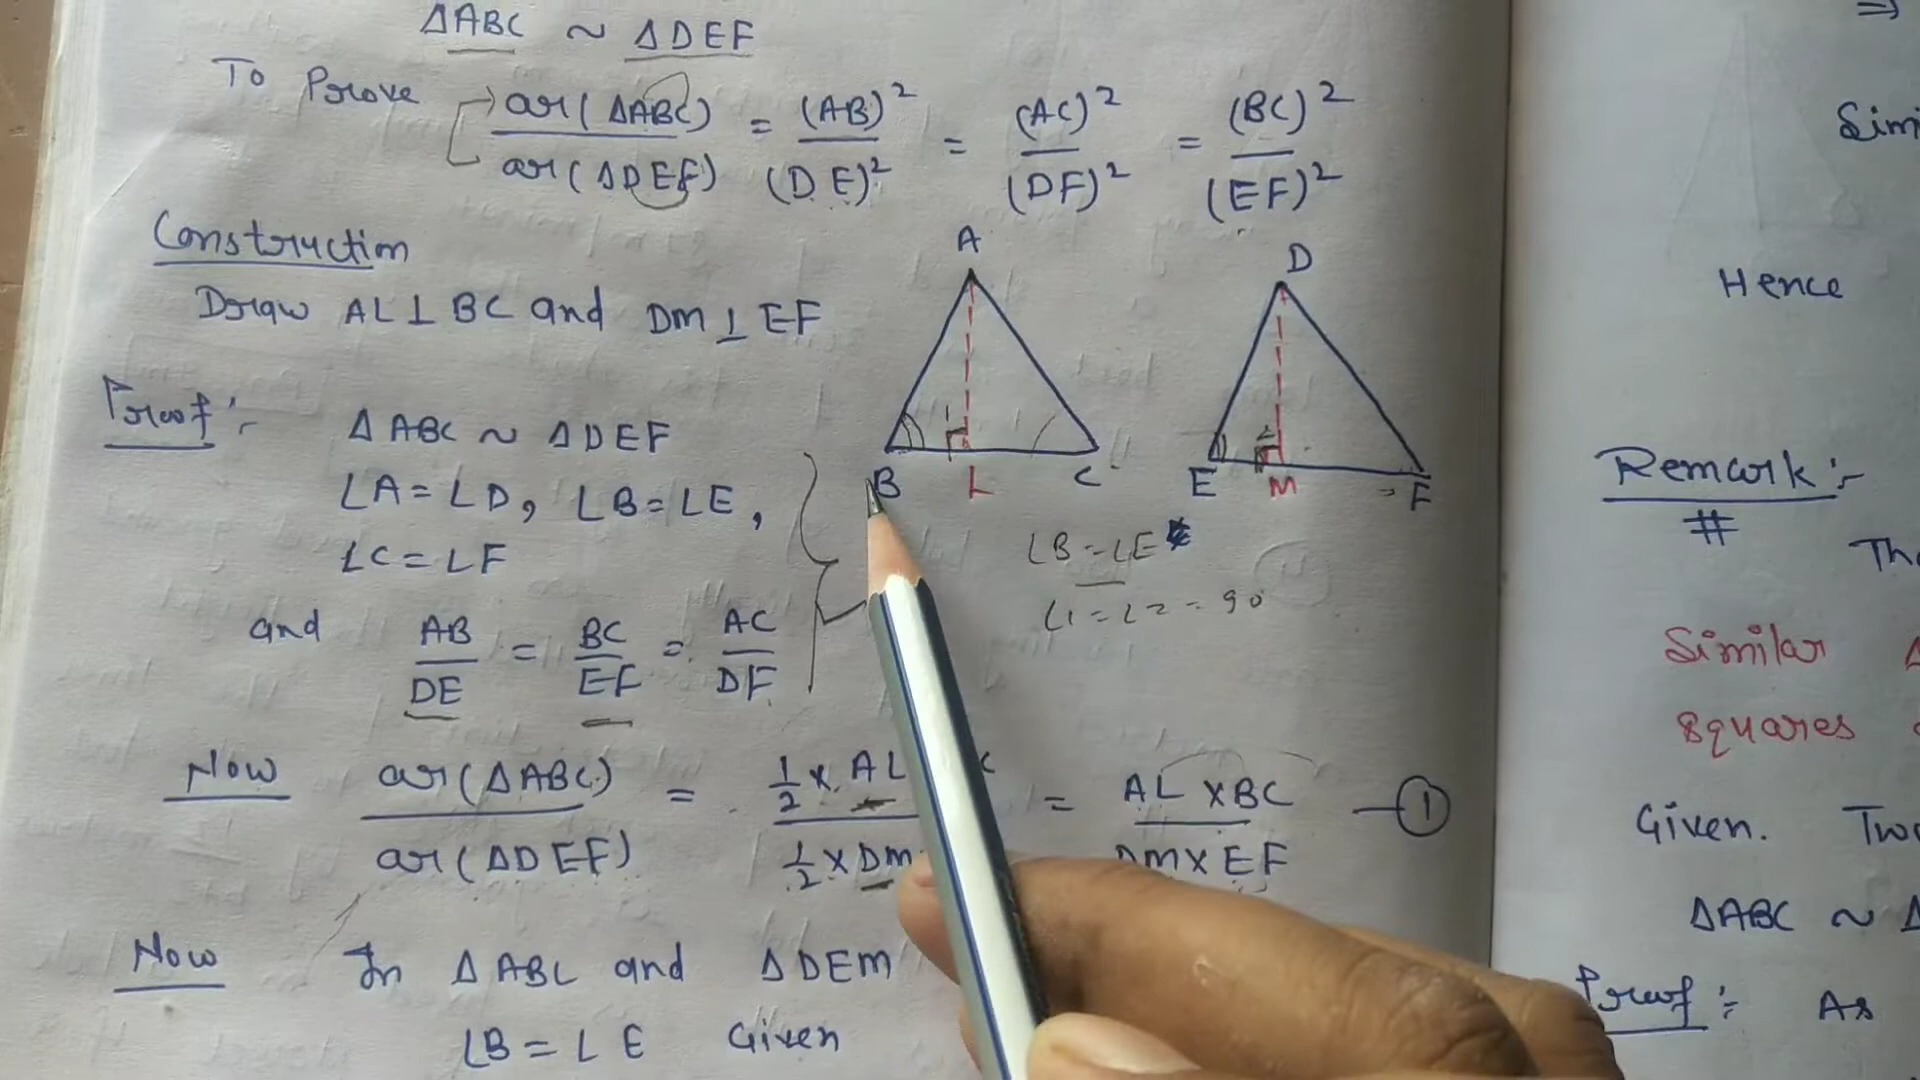 ΔABC ~ ΔDEF
To Prove ar(ΔABC)/ar(ΔDEF) = (AB)²/(DE)² = (AC)²/(DF)² = (BC)²/(EF)²
Construction
Draw AL⊥BC and DM⊥EF
A
D
B L C
E M F
1
2
Proof:- ΔABC ~ ΔDEF
∠A=∠D, ∠B=∠E,
∠C=∠F
∠B=∠E
∠1=∠2=90
and AB/DE = BC/EF = AC/DF
Now ar(ΔABC)/ar(ΔDEF) = ½×AL C/½×DM = AL×BC/DM×EF —①
Now In ΔABL and ΔDEM
∠B=∠E Given
⇒
Hence
Remark:-
#
Similar Δ
squares
Given. Two
ΔABC ~ Δ
Proof:- As